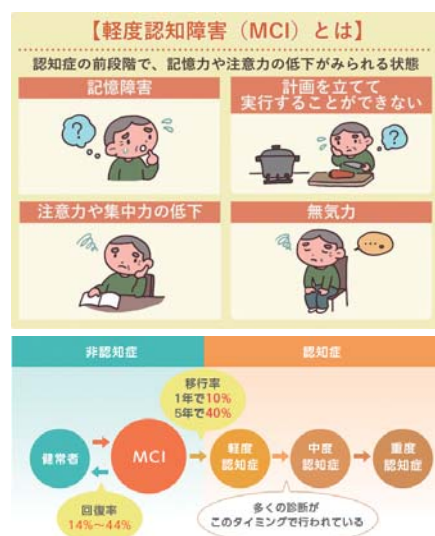 【軽度認知障害（MCI）とは】
認知症の前段階で、記憶力や注意力の低下がみられる状態
記憶障害
計画を立てて
実行することができない
?
?
注意力や集中力の低下
無気力
…。
非認知症
認知症
移行率
1年で10%
5年で40%
健常者
MCI
軽度
認知症
中度
認知症
重度
認知症
回復率
14%～44%
多くの診断が
このタイミングで行われている